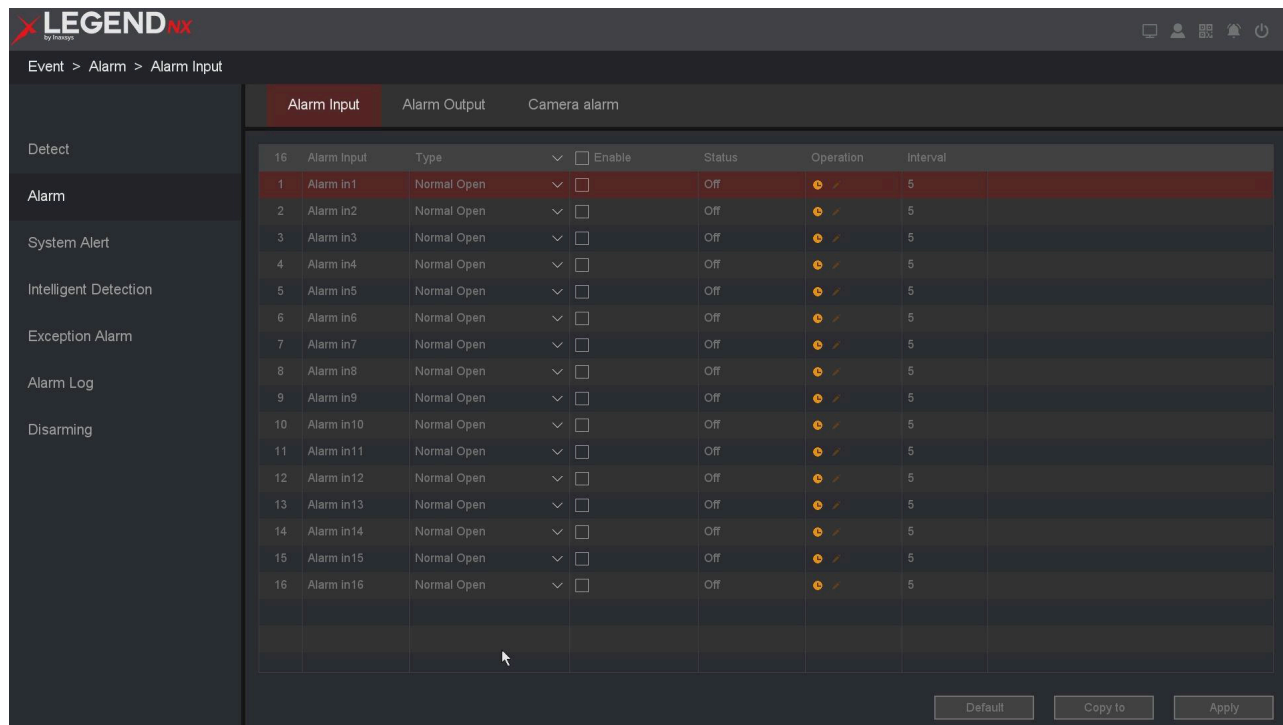 LEGEND NX
by Inaxsys
Event > Alarm > Alarm Input
Alarm Input Alarm Output Camera alarm
Detect
Alarm
System Alert
Intelligent Detection
Exception Alarm
Alarm Log
Disarming
16 Alarm Input Type Enable Status Operation Interval
1 Alarm in1 Normal Open Off 5
2 Alarm in2 Normal Open Off 5
3 Alarm in3 Normal Open Off 5
4 Alarm in4 Normal Open Off 5
5 Alarm in5 Normal Open Off 5
6 Alarm in6 Normal Open Off 5
7 Alarm in7 Normal Open Off 5
8 Alarm in8 Normal Open Off 5
9 Alarm in9 Normal Open Off 5
10 Alarm in10 Normal Open Off 5
11 Alarm in11 Normal Open Off 5
12 Alarm in12 Normal Open Off 5
13 Alarm in13 Normal Open Off 5
14 Alarm in14 Normal Open Off 5
15 Alarm in15 Normal Open Off 5
16 Alarm in16 Normal Open Off 5
Default Copy to Apply